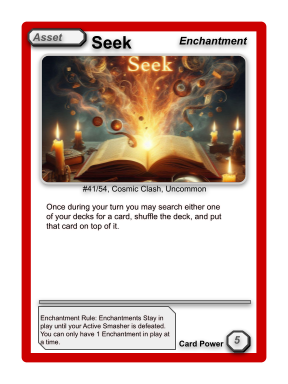 Asset
Seek
Enchantment
Seek
#41/54, Cosmic Clash, Uncommon
Once during your turn you may search either one
of your decks for a card, shuffle the deck, and put
that card on top of it.
Enchantment Rule: Enchantments Stay in
play until your Active Smasher is defeated.
You can only have 1 Enchantment in play at
a time.
Card Power
5